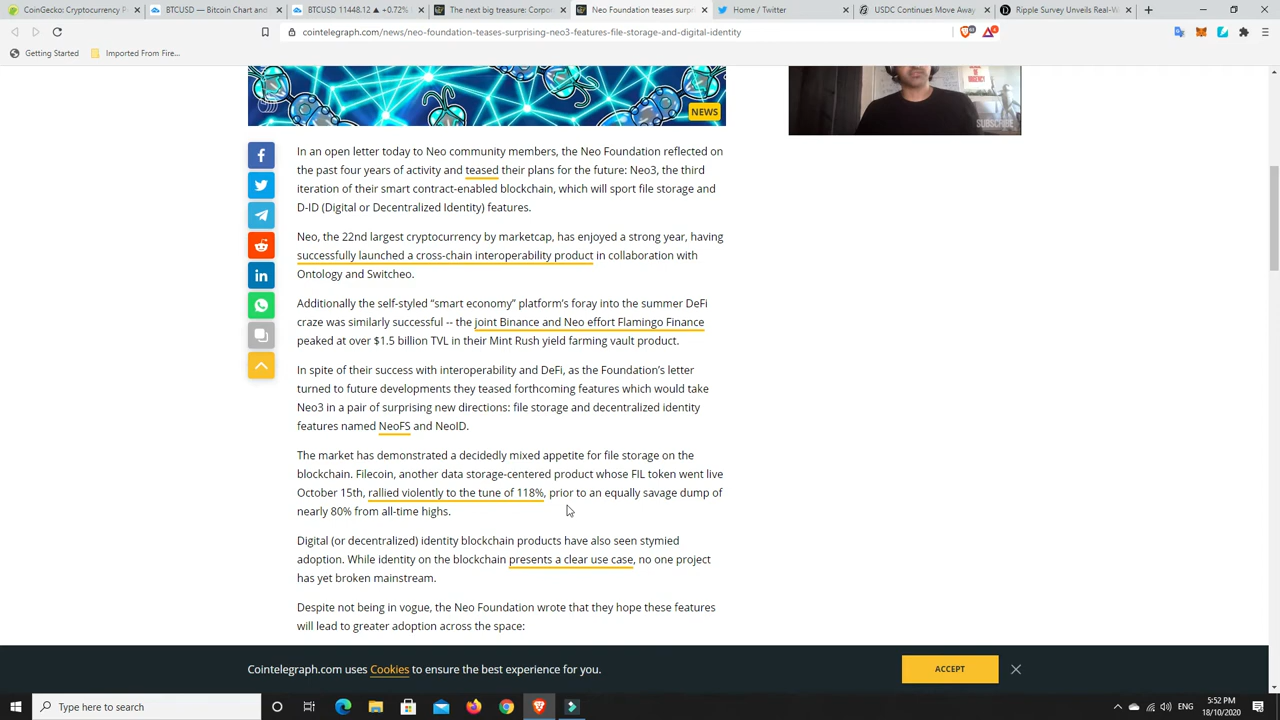 CoinGecko: Cryptocurrency P
BTCUSD — Bitcoin Chart and
BTCUSD 11448.12 ▲ +0.72%
The next big treasure: Corpo
Neo Foundation teases surpr
Home / Twitter
USDC Continues Move Away
Ripple Survey Unveils Real-W
cointelegraph.com/news/neo-foundation-teases-surprising-neo3-features-file-storage-and-digital-identity
Getting Started
Imported From Fire...
NEWS
SUBSCRIBE
In an open letter today to Neo community members, the Neo Foundation reflected on
the past four years of activity and teased their plans for the future: Neo3, the third
iteration of their smart contract-enabled blockchain, which will sport file storage and
D-ID (Digital or Decentralized Identity) features.
Neo, the 22nd largest cryptocurrency by marketcap, has enjoyed a strong year, having
successfully launched a cross-chain interoperability product in collaboration with
Ontology and Switcheo.
Additionally the self-styled “smart economy” platform’s foray into the summer DeFi
craze was similarly successful -- the joint Binance and Neo effort Flamingo Finance
peaked at over $1.5 billion TVL in their Mint Rush yield farming vault product.
In spite of their success with interoperability and DeFi, as the Foundation’s letter
turned to future developments they teased forthcoming features which would take
Neo3 in a pair of surprising new directions: file storage and decentralized identity
features named NeoFS and NeoID.
The market has demonstrated a decidedly mixed appetite for file storage on the
blockchain. Filecoin, another data storage-centered product whose FIL token went live
October 15th, rallied violently to the tune of 118%, prior to an equally savage dump of
nearly 80% from all-time highs.
Digital (or decentralized) identity blockchain products have also seen stymied
adoption. While identity on the blockchain presents a clear use case, no one project
has yet broken mainstream.
Despite not being in vogue, the Neo Foundation wrote that they hope these features
will lead to greater adoption across the space:
Cointelegraph.com uses Cookies to ensure the best experience for you.
ACCEPT
Type here to search
ENG
5:52 PM
18/10/2020